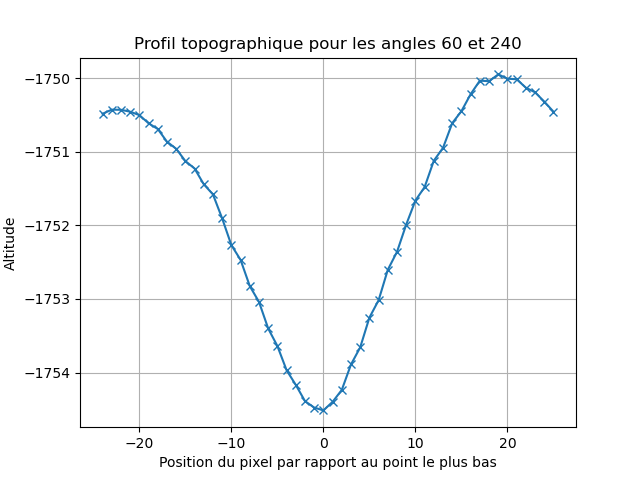 Profil topographique pour les angles 60 et 240
−1750
−1751
−1752
−1753
−1754
Altitude
−20 −10 0 10 20
Position du pixel par rapport au point le plus bas